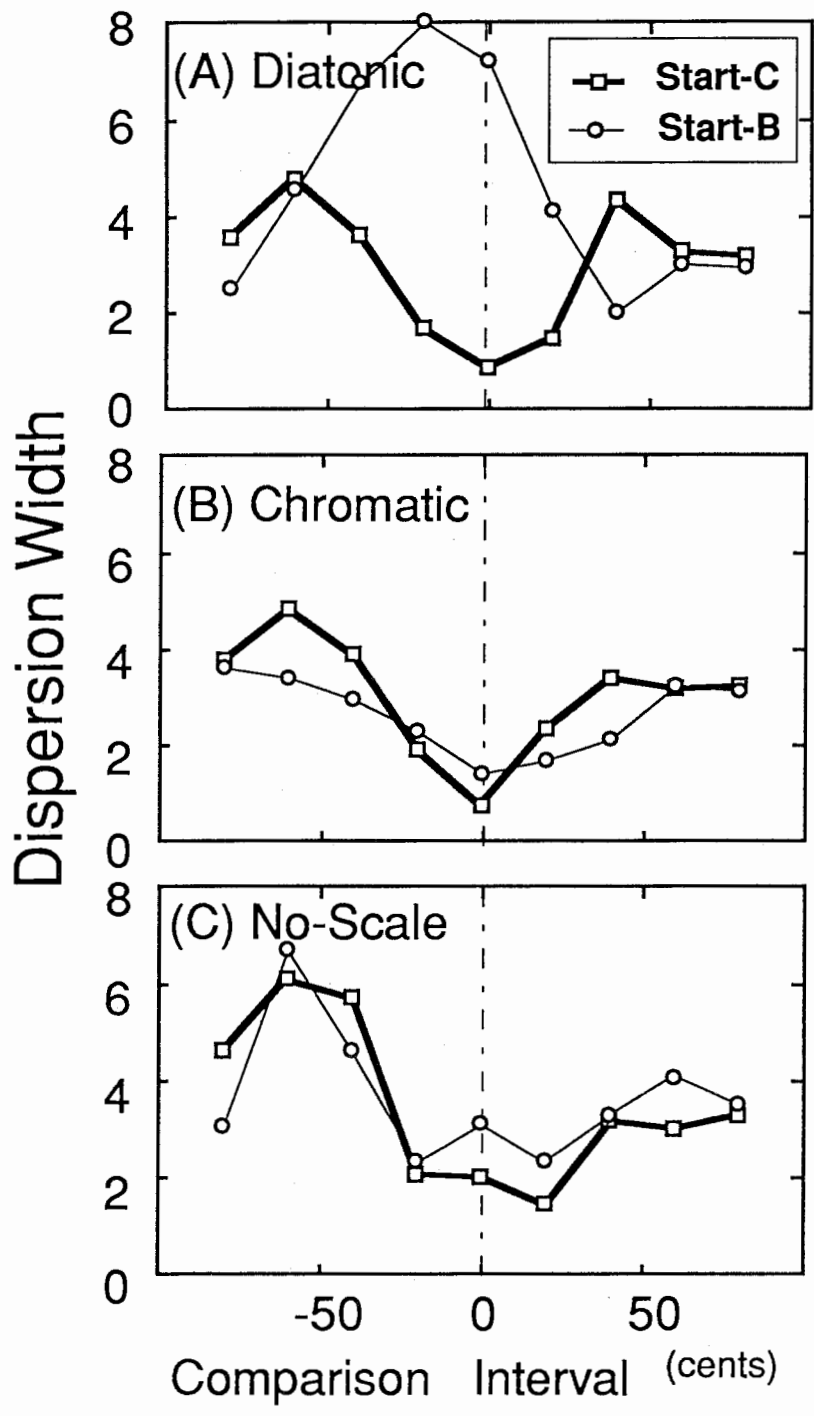 8
(A) Diatonic
Start-C
Start-B
6
4
2
0
8
(B) Chromatic
6
4
2
0
8
(C) No-Scale
6
4
2
0
Dispersion Width
-50 0 50
Comparison Interval (cents)